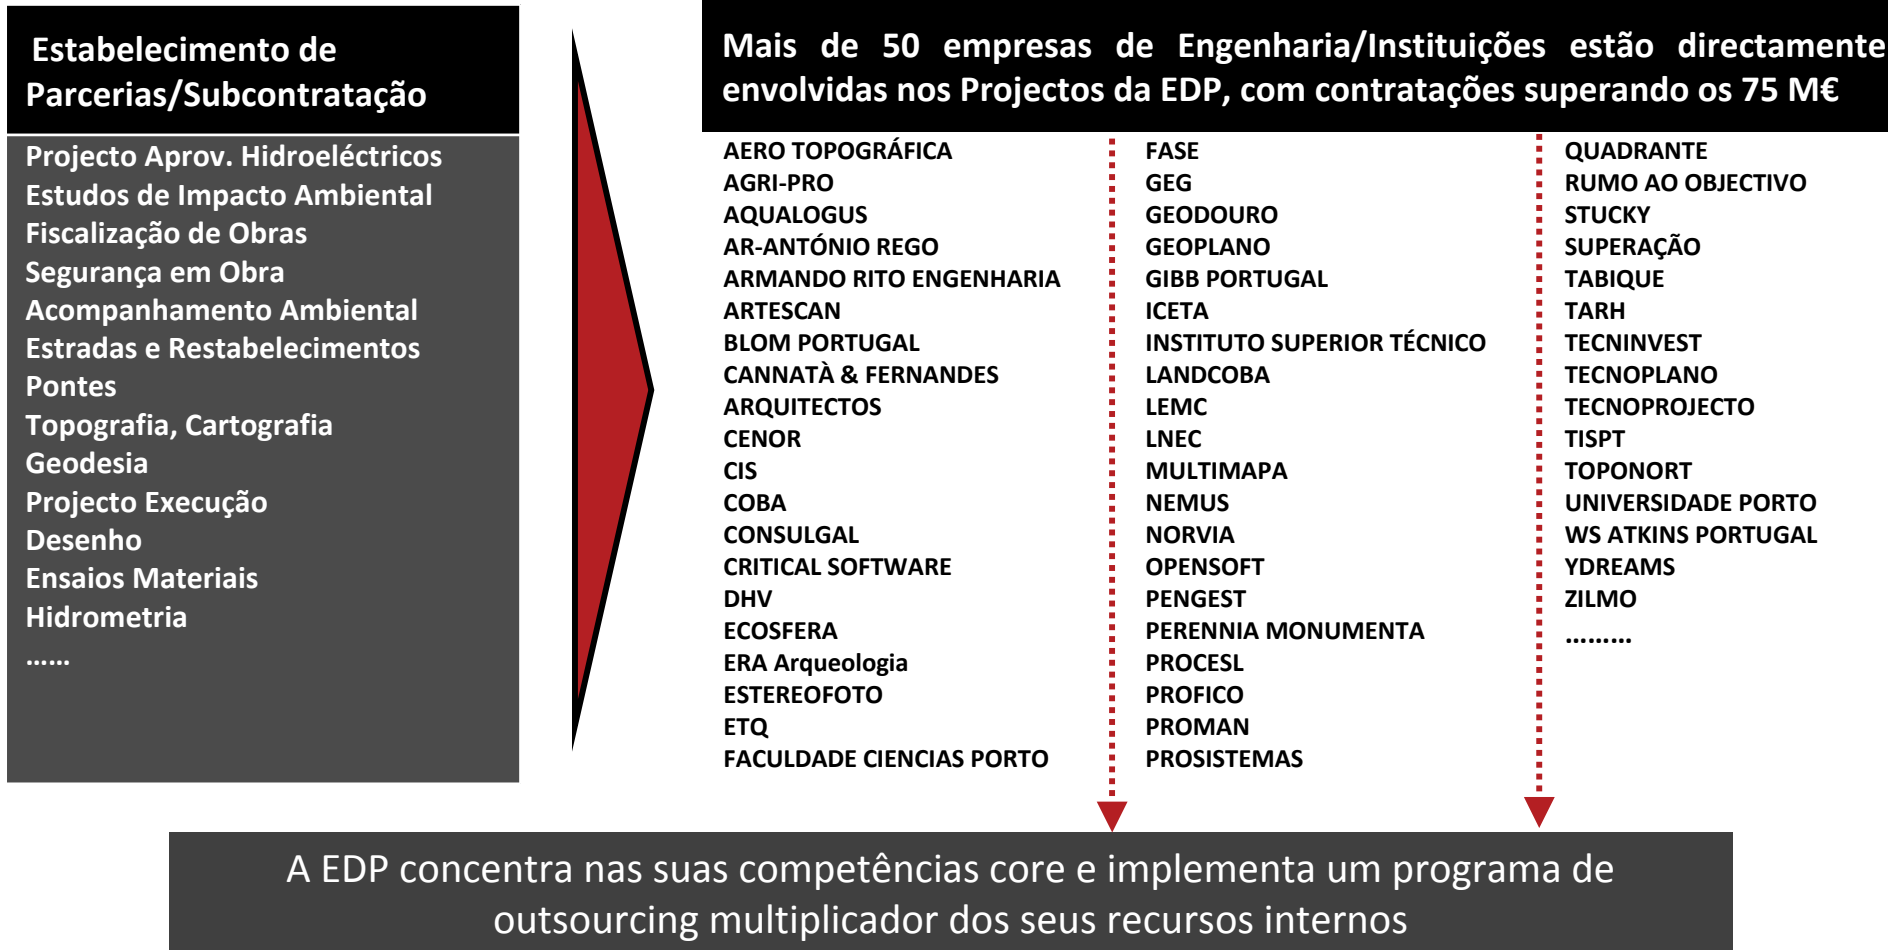 Estabelecimento de
Parcerias/Subcontratação
Projecto Aprov. Hidroeléctricos
Estudos de Impacto Ambiental
Fiscalização de Obras
Segurança em Obra
Acompanhamento Ambiental
Estradas e Restabelecimentos
Pontes
Topografia, Cartografia
Geodesia
Projecto Execução
Desenho
Ensaios Materiais
Hidrometria
......
Mais de 50 empresas de Engenharia/Instituições estão directamente
envolvidas nos Projectos da EDP, com contratações superando os 75 M€
AERO TOPOGRÁFICA
AGRI-PRO
AQUALOGUS
AR-ANTÓNIO REGO
ARMANDO RITO ENGENHARIA
ARTESCAN
BLOM PORTUGAL
CANNATÀ & FERNANDES
ARQUITECTOS
CENOR
CIS
COBA
CONSULGAL
CRITICAL SOFTWARE
DHV
ECOSFERA
ERA Arqueologia
ESTEREOFOTO
ETQ
FACULDADE CIENCIAS PORTO
FASE
GEG
GEODOURO
GEOPLANO
GIBB PORTUGAL
ICETA
INSTITUTO SUPERIOR TÉCNICO
LANDCOBA
LEMC
LNEC
MULTIMAPA
NEMUS
NORVIA
OPENSOFT
PENGEST
PERENNIA MONUMENTA
PROCESL
PROFICO
PROMAN
PROSISTEMAS
QUADRANTE
RUMO AO OBJECTIVO
STUCKY
SUPERAÇÃO
TABIQUE
TARH
TECNINVEST
TECNOPLANO
TECNOPROJECTO
TISPT
TOPONORT
UNIVERSIDADE PORTO
WS ATKINS PORTUGAL
YDREAMS
ZILMO
.........
A EDP concentra nas suas competências core e implementa um programa de
outsourcing multiplicador dos seus recursos internos